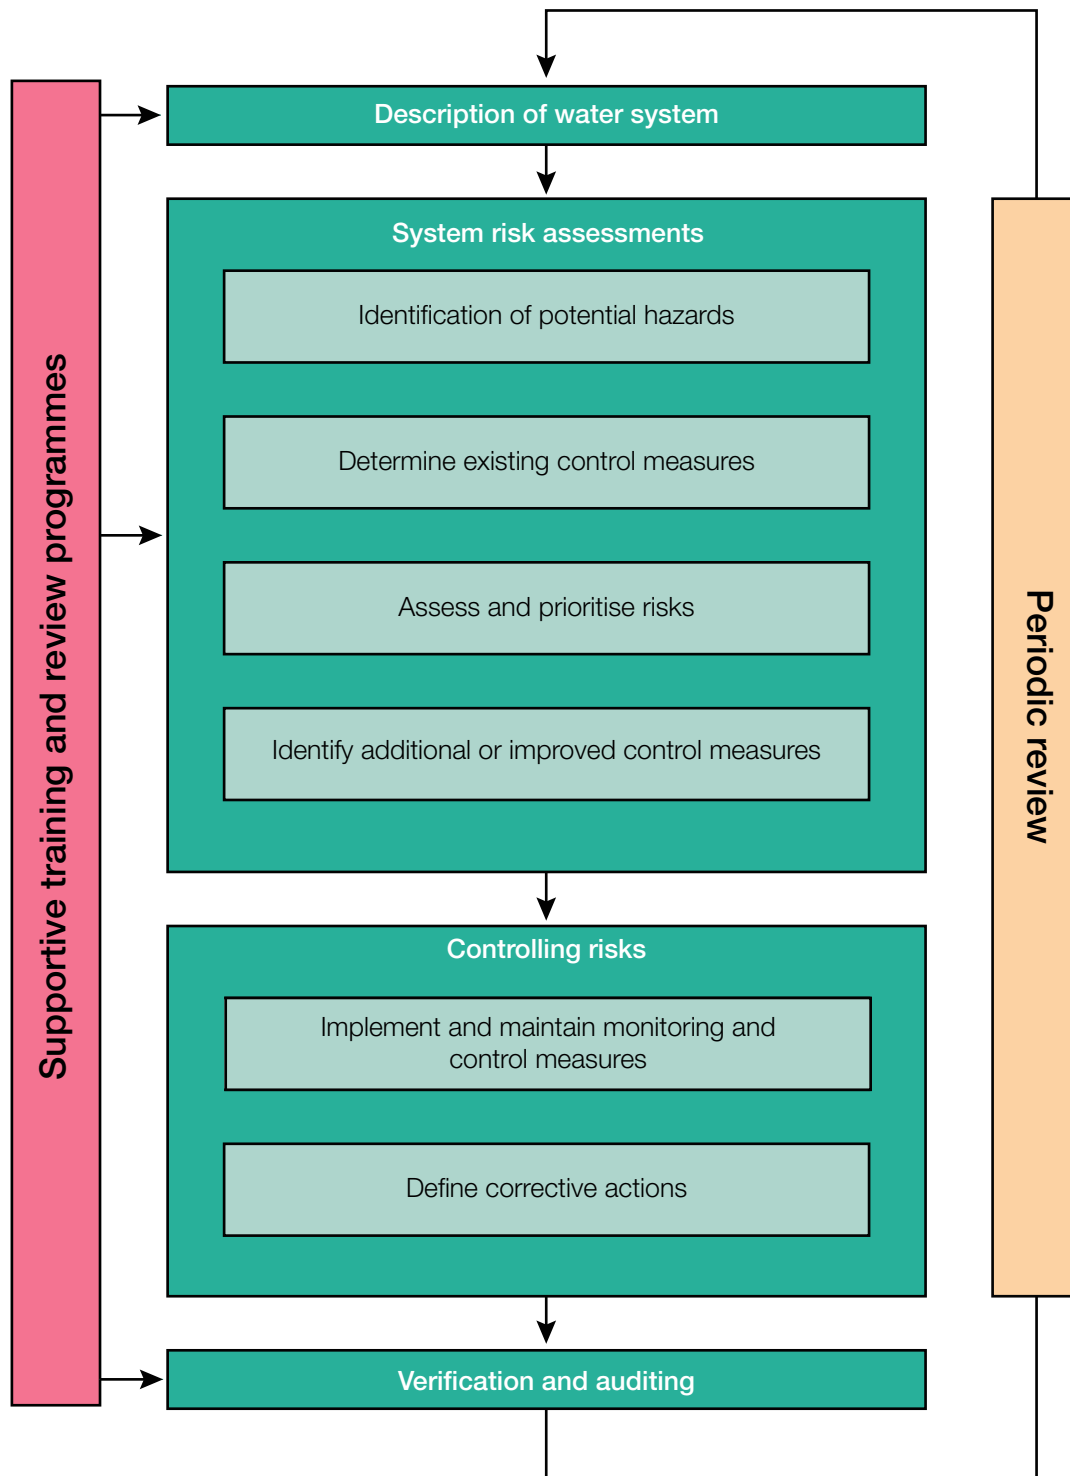 Description of water system
System risk assessments
Identification of potential hazards
Determine existing control measures
Assess and prioritise risks
Identify additional or improved control measures
Controlling risks
Implement and maintain monitoring and
control measures
Define corrective actions
Verification and auditing
Supportive training and review programmes
Periodic review